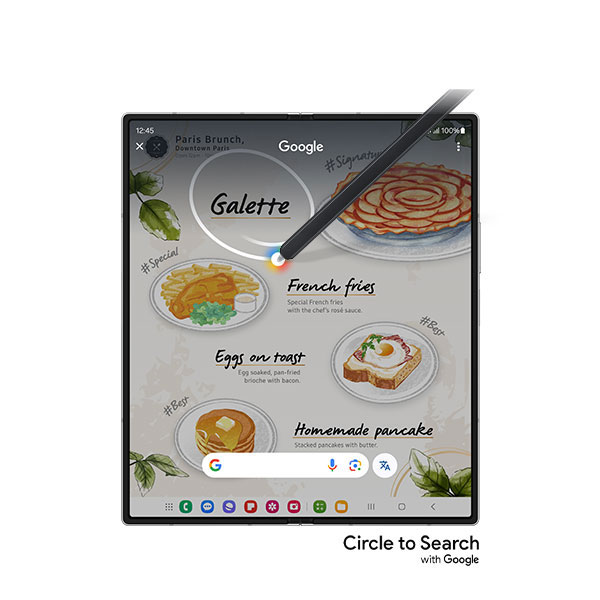 12:45
100%
Paris Brunch,
Downtown Paris
Google
#Signature
Galette
#Special
French fries
Special French fries
with the chef's rosé sauce.
#Best
Eggs on toast
Egg soaked, pan-fried
brioche with bacon.
#Best
Homemade pancake
Stacked pancakes with butter.
Circle to Search
with Google